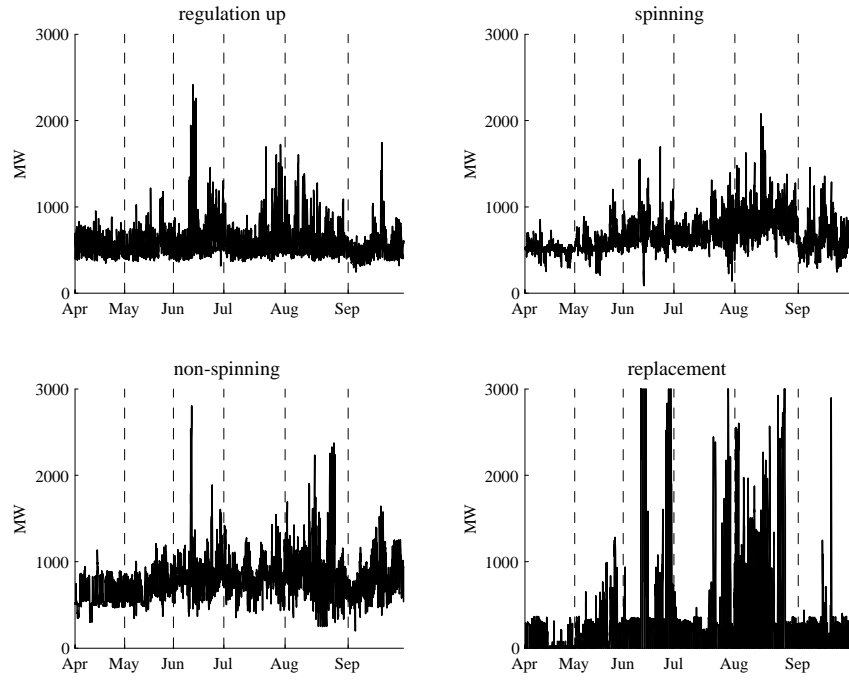 regulation up
3000
2000
1000
0
MW
Apr May Jun Jul Aug Sep
spinning
3000
2000
1000
0
MW
Apr May Jun Jul Aug Sep
non-spinning
3000
2000
1000
0
MW
Apr May Jun Jul Aug Sep
replacement
3000
2000
1000
0
MW
Apr May Jun Jul Aug Sep